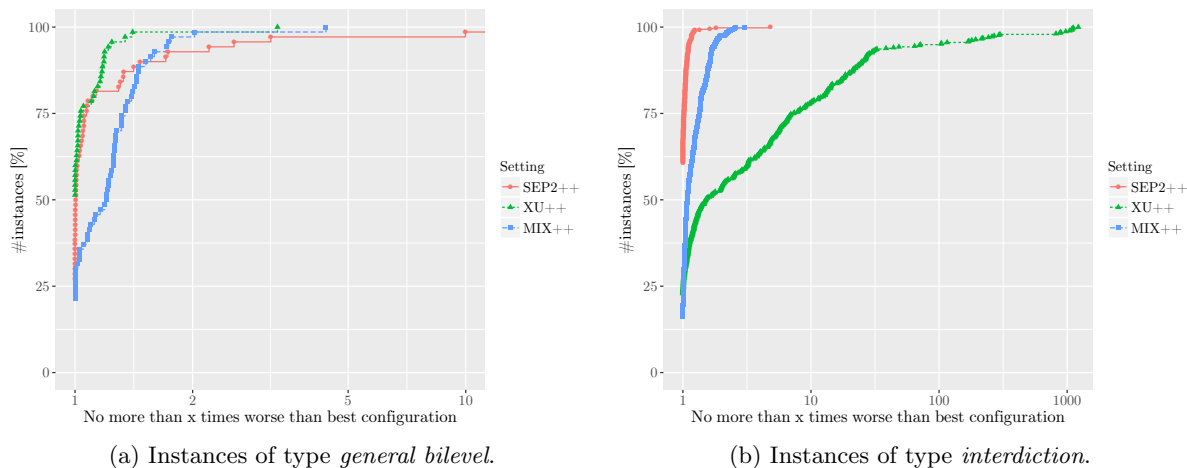 100
75
50
25
0
#instances [%]
1
2
5
10
No more than x times worse than best configuration
Setting
SEP2++
XU++
MIX++
(a) Instances of type general bilevel.
100
75
50
25
0
#instances [%]
1
10
100
1000
No more than x times worse than best configuration
Setting
SEP2++
XU++
MIX++
(b) Instances of type interdiction.